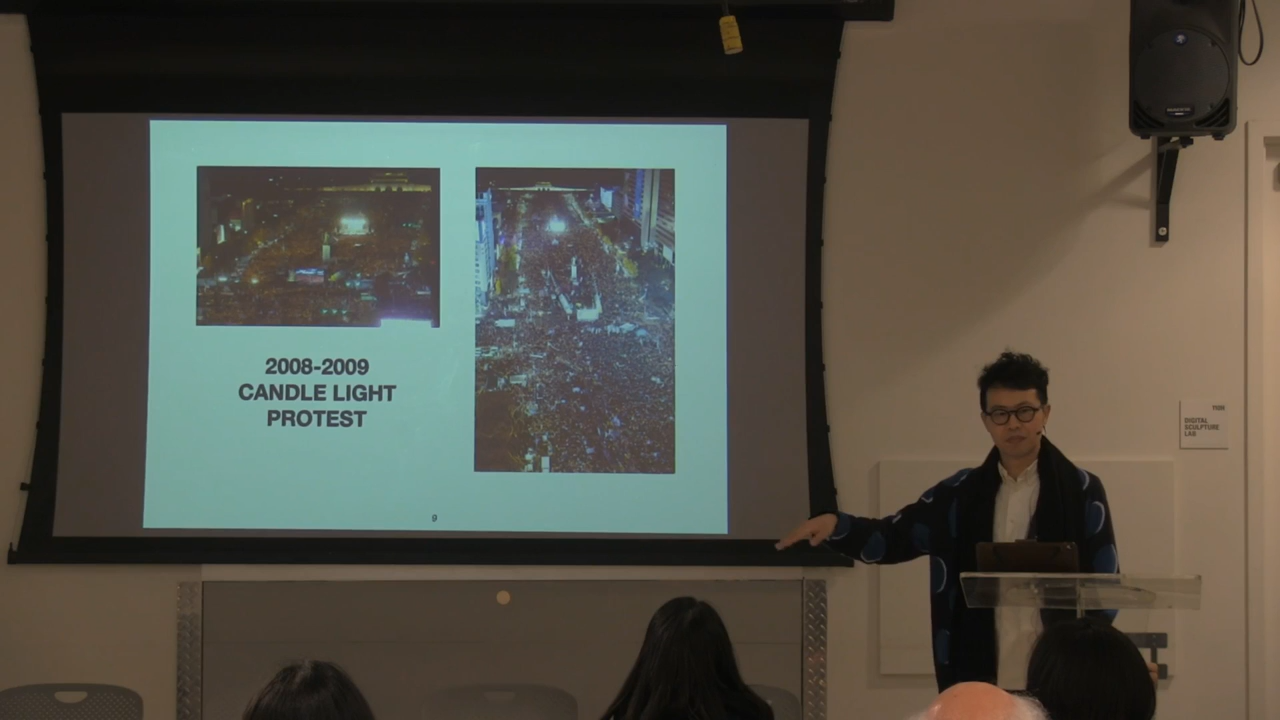 2008-2009
CANDLE LIGHT
PROTEST
9
DIGITAL
SCULPTURE
LAB